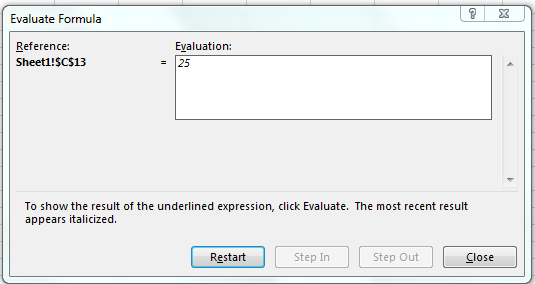 Evaluate Formula
?
Reference:
Evaluation:
Sheet1!$C$13 = 25
To show the result of the underlined expression, click Evaluate. The most recent result
appears italicized.
Restart Step In Step Out Close